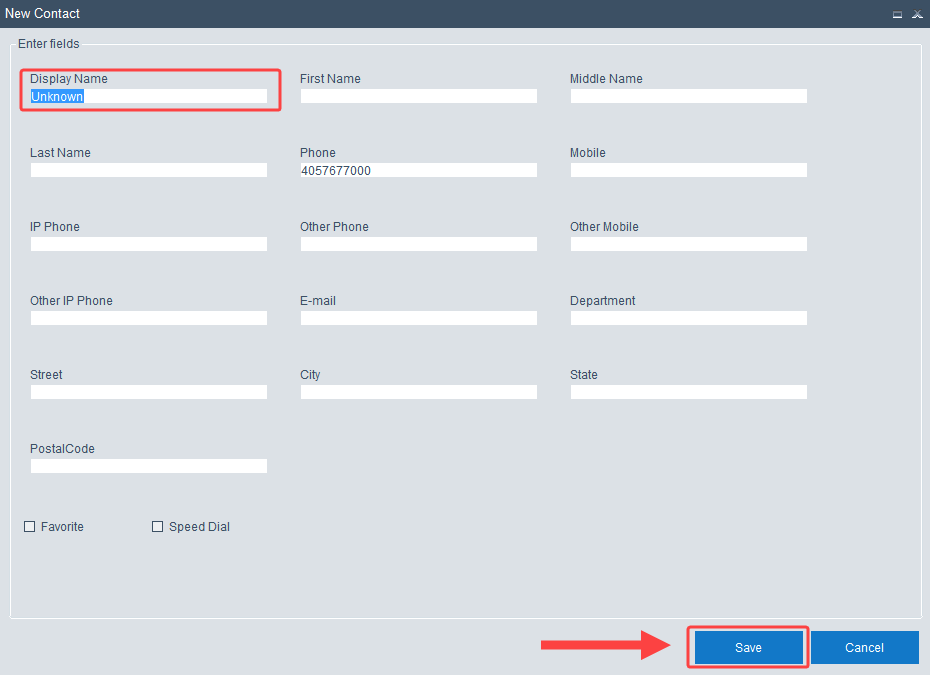 New Contact
Enter fields
Display Name
First Name
Middle Name
Unknown
Last Name
Phone
Mobile
4057677000
IP Phone
Other Phone
Other Mobile
Other IP Phone
E-mail
Department
Street
City
State
PostalCode
Favorite
Speed Dial
Save
Cancel